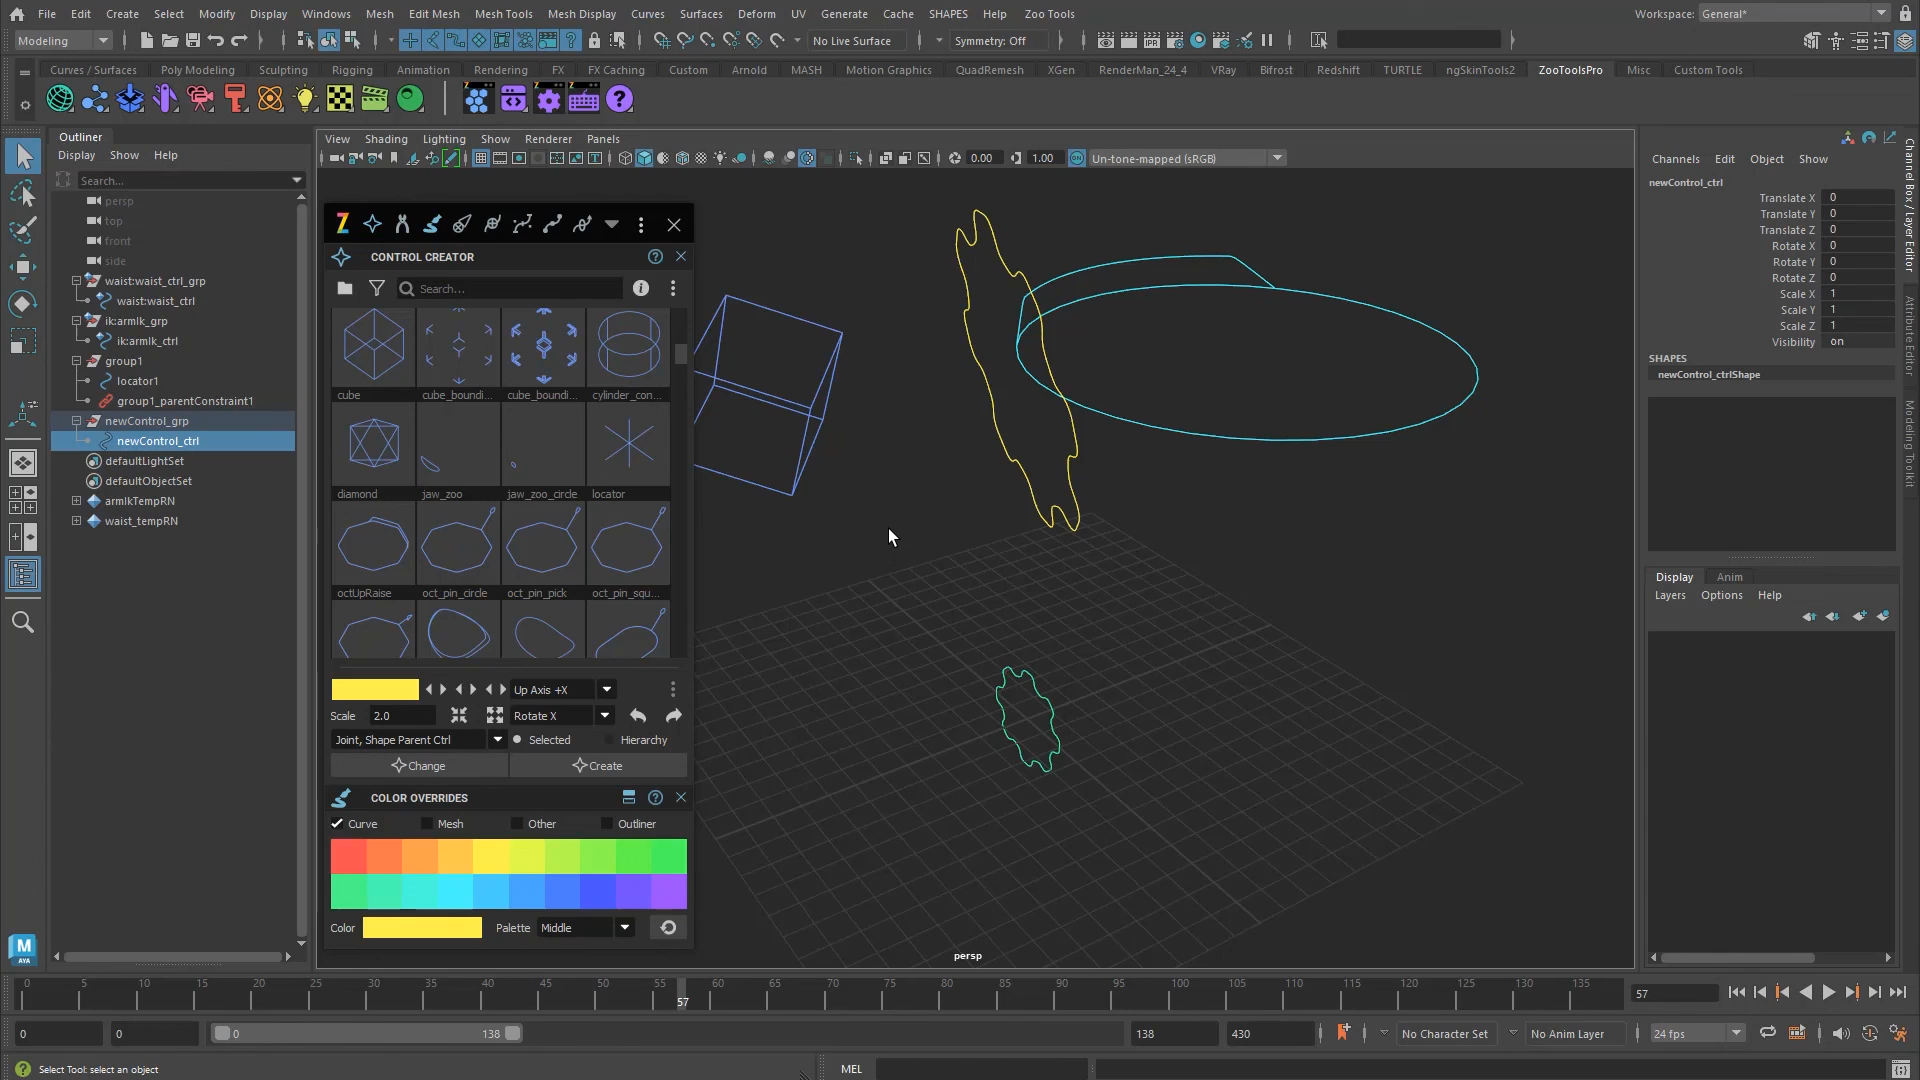 File Edit Create Select Modify Display Windows Mesh Edit Mesh Mesh Tools Mesh Display Curves Surfaces Deform UV Generate Cache SHAPES Help Zoo Tools Workspace: General*
Modeling No Live Surface Symmetry: Off
Curves / Surfaces Poly Modeling Sculpting Rigging Animation Rendering FX FX Caching Custom Arnold MASH Motion Graphics QuadRemesh XGen RenderMan_24_4 VRay Bifrost Redshift TURTLE ngSkinTools2 ZooToolsPro Misc Custom Tools
Outliner
Display Show Help
Search...
persp
top
front
side
waist:waist_ctrl_grp
waist:waist_ctrl
ik:armIk_grp
ik:armIk_ctrl
group1
locator1
group1_parentConstraint1
newControl_grp
newControl_ctrl
defaultLightSet
defaultObjectSet
armIkTempRN
waist_tempRN
View Shading Lighting Show Renderer Panels
0.00 1.00 Un-tone-mapped (sRGB)
CONTROL CREATOR
Search...
cube cube_boundi... cube_boundi... cylinder_con...
diamond jaw_zoo jaw_zoo_circle locator
octUpRaise oct_pin_circle oct_pin_pick oct_pin_squ...
Up Axis +X
Scale 2.0 Rotate X
Joint, Shape Parent Ctrl Selected Hierarchy
Change Create
COLOR OVERRIDES
Curve Mesh Other Outliner
Color Palette Middle
persp
Channels Edit Object Show
newControl_ctrl
Translate X 0
Translate Y 0
Translate Z 0
Rotate X 0
Rotate Y 0
Rotate Z 0
Scale X 1
Scale Y 1
Scale Z 1
Visibility on
SHAPES
newControl_ctrlShape
Display Anim
Layers Options Help
Channel Box / Layer Editor
Attribute Editor
Modeling Toolkit
M
AYA
0 5 10 15 20 25 30 35 40 45 50 55 60 65 70 75 80 85 90 95 100 105 110 115 120 125 130 135
57
57
0 0 0 138 138 430 No Character Set No Anim Layer 24 fps
Select Tool: select an object MEL